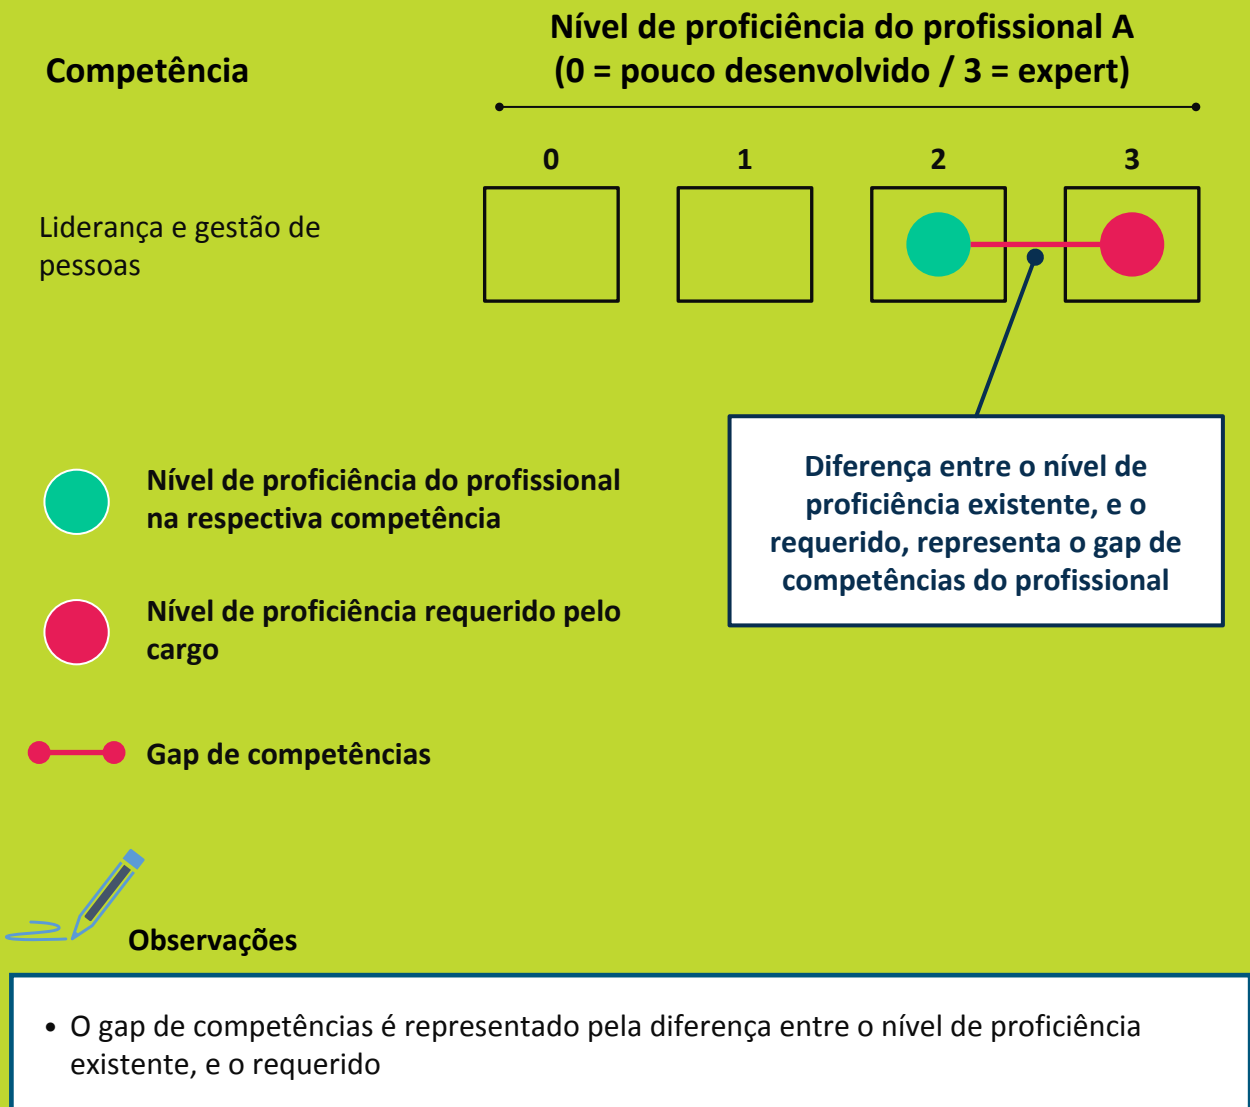 Competência
Nível de proficiência do profissional A
(0 = pouco desenvolvido / 3 = expert)
0 1 2 3
Liderança e gestão de
pessoas
Nível de proficiência do profissional
na respectiva competência
Nível de proficiência requerido pelo
cargo
Gap de competências
Diferença entre o nível de
proficiência existente, e o
requerido, representa o gap de
competências do profissional
Observações
• O gap de competências é representado pela diferença entre o nível de proficiência
existente, e o requerido